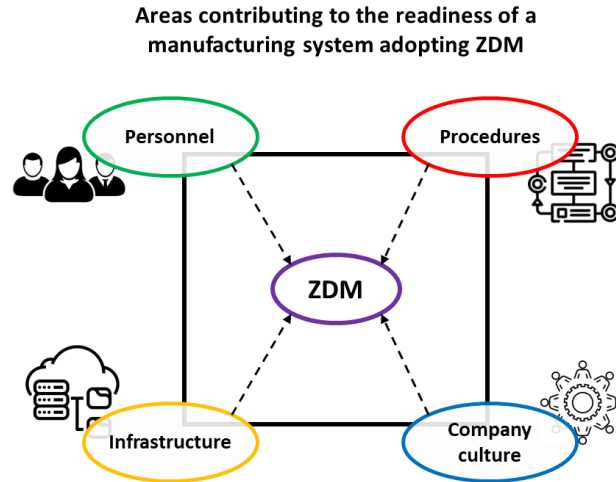 Areas contributing to the readiness of a
manufacturing system adopting ZDM
Personnel
Procedures
ZDM
Infrastructure
Company
culture